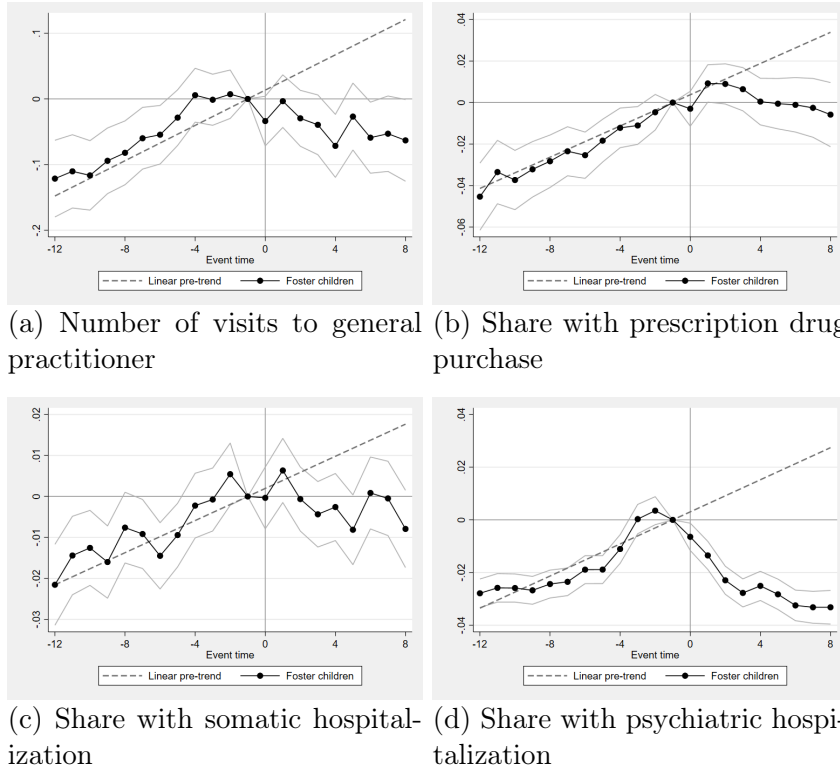 .1
0
-.1
-.2
-12 -8 -4 0 4 8
Event time
Linear pre-trend Foster children
(a) Number of visits to general
practitioner
.04
.02
0
-.02
-.04
-.06
-12 -8 -4 0 4 8
Event time
Linear pre-trend Foster children
(b) Share with prescription drug
purchase
.02
.01
0
-.01
-.02
-.03
-12 -8 -4 0 4 8
Event time
Linear pre-trend Foster children
(c) Share with somatic hospital-
ization
.04
.02
0
-.02
-.04
-12 -8 -4 0 4 8
Event time
Linear pre-trend Foster children
(d) Share with psychiatric hospi-
talization